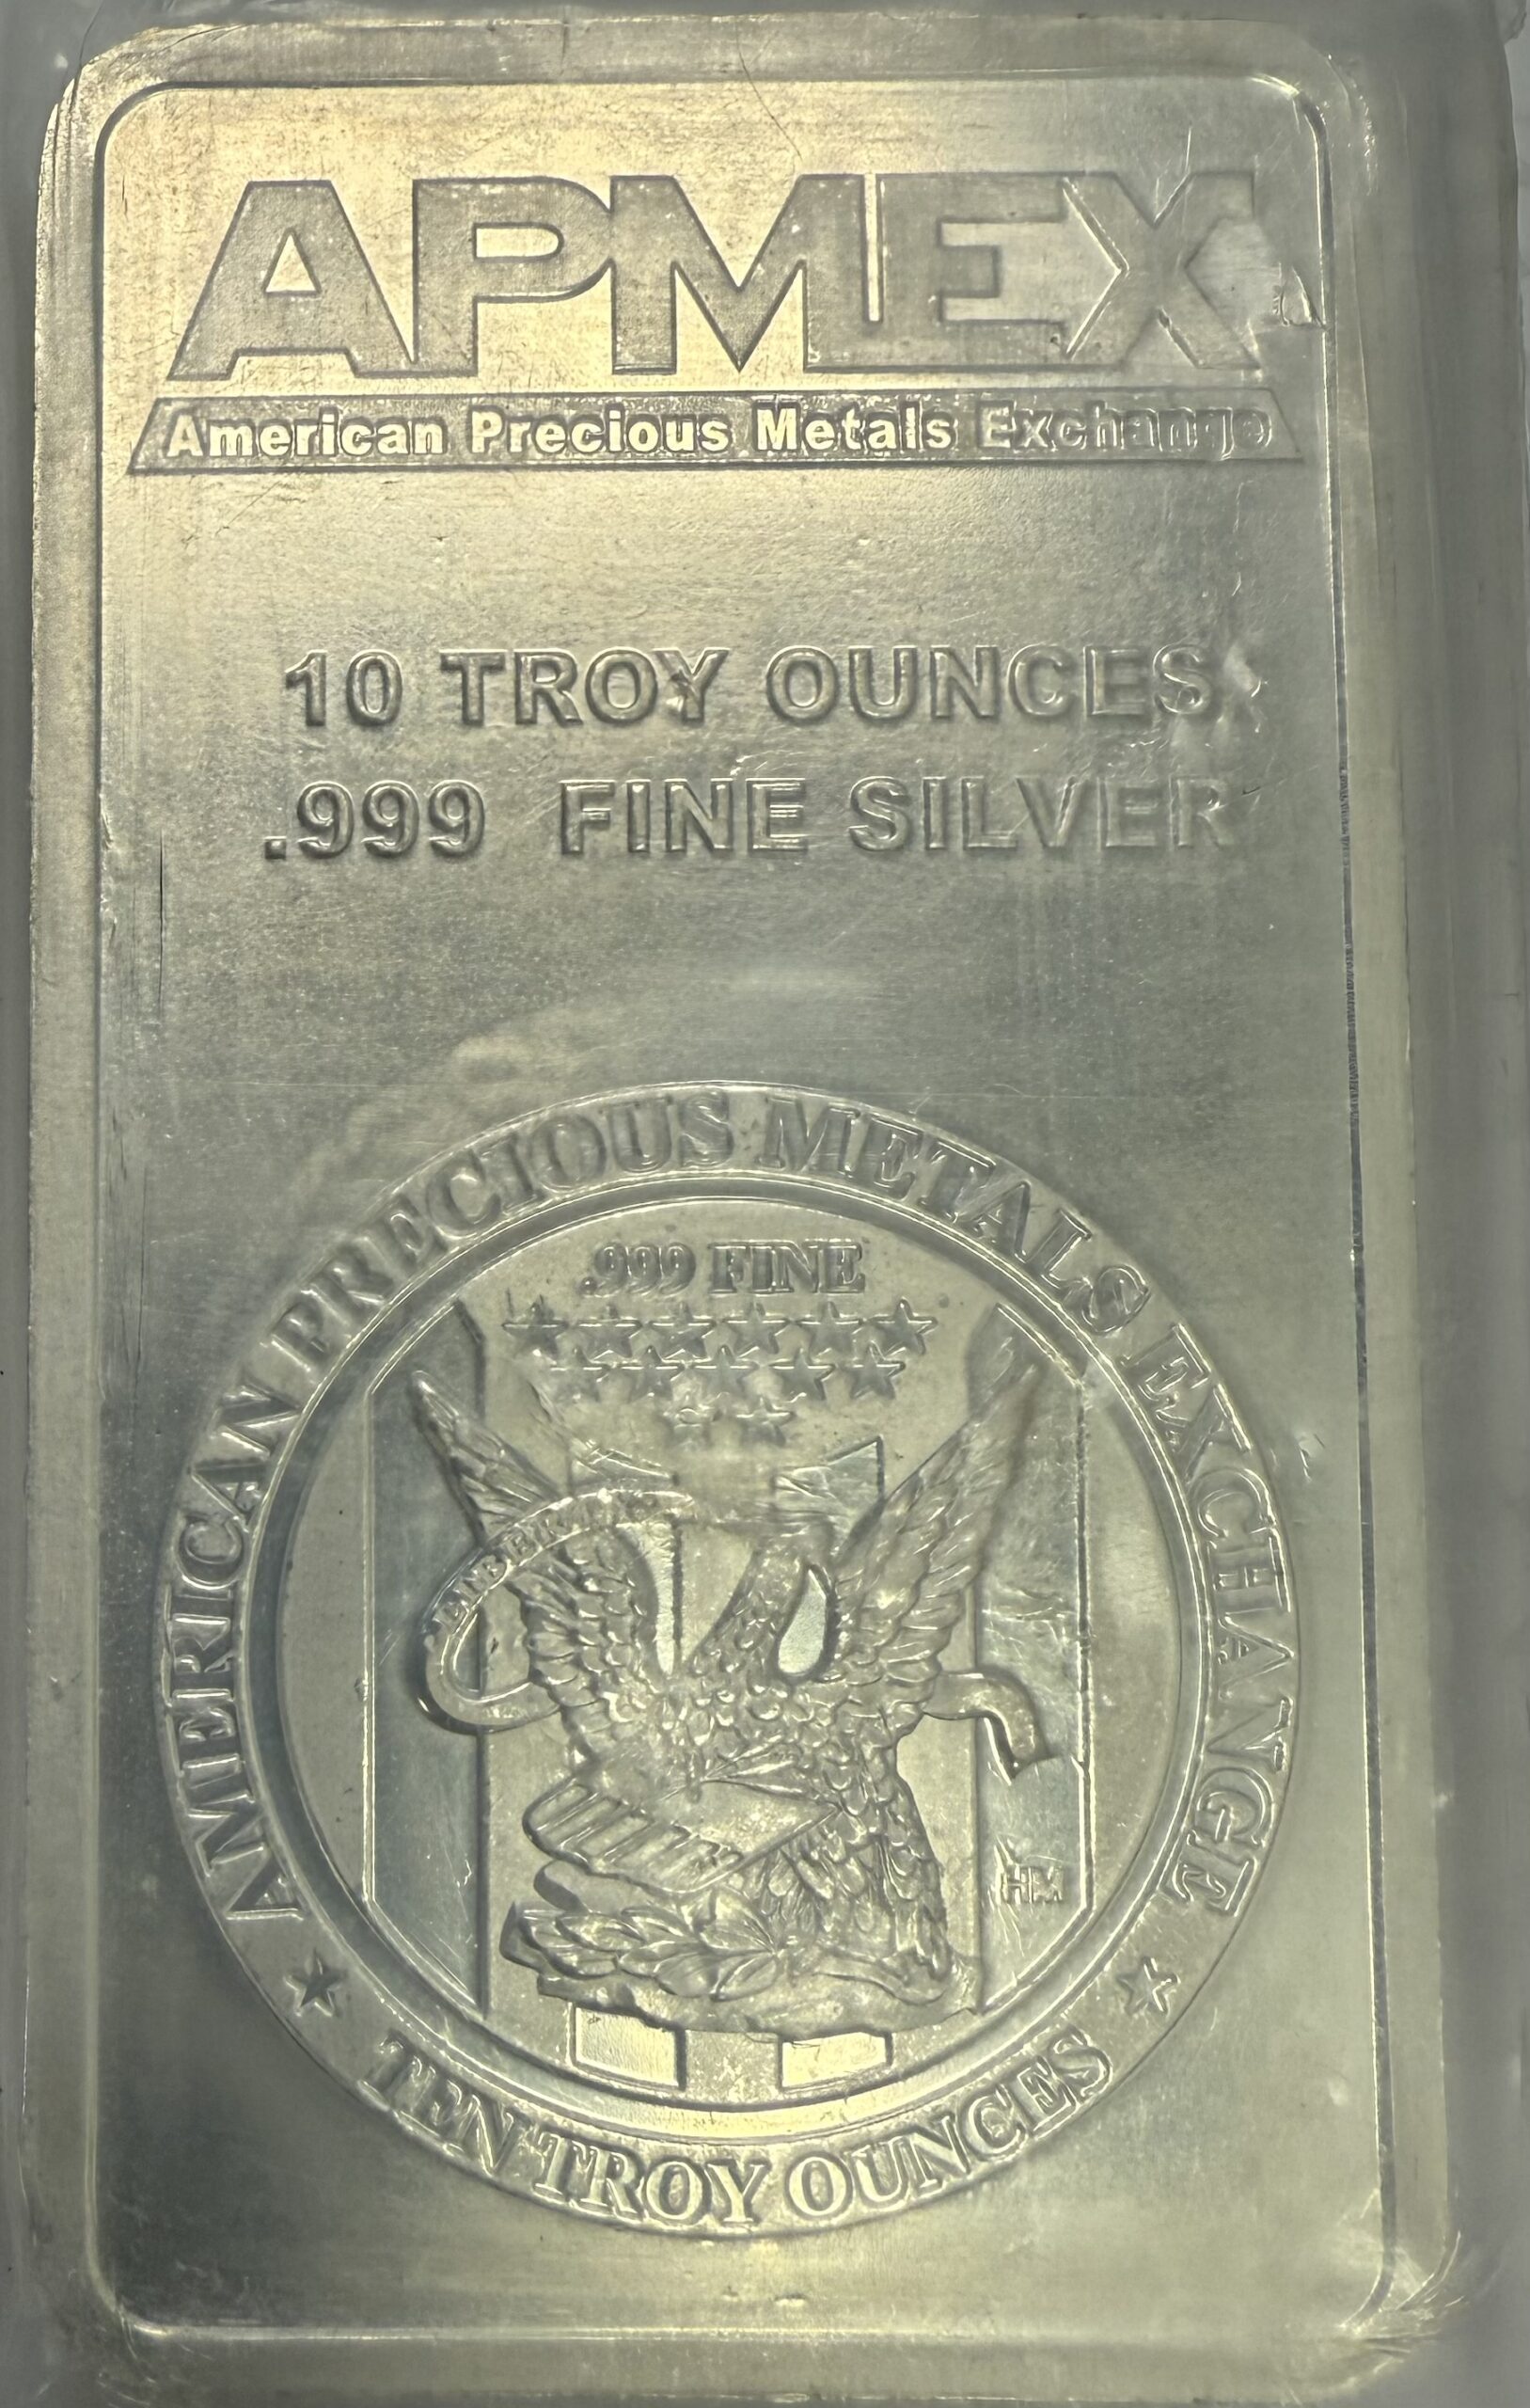 APMEX
American Precious Metals Exchange
10 TROY OUNCES
.999 FINE SILVER
AMERICAN PRECIOUS METALS EXCHANGE
.999 FINE
HM
TEN TROY OUNCES